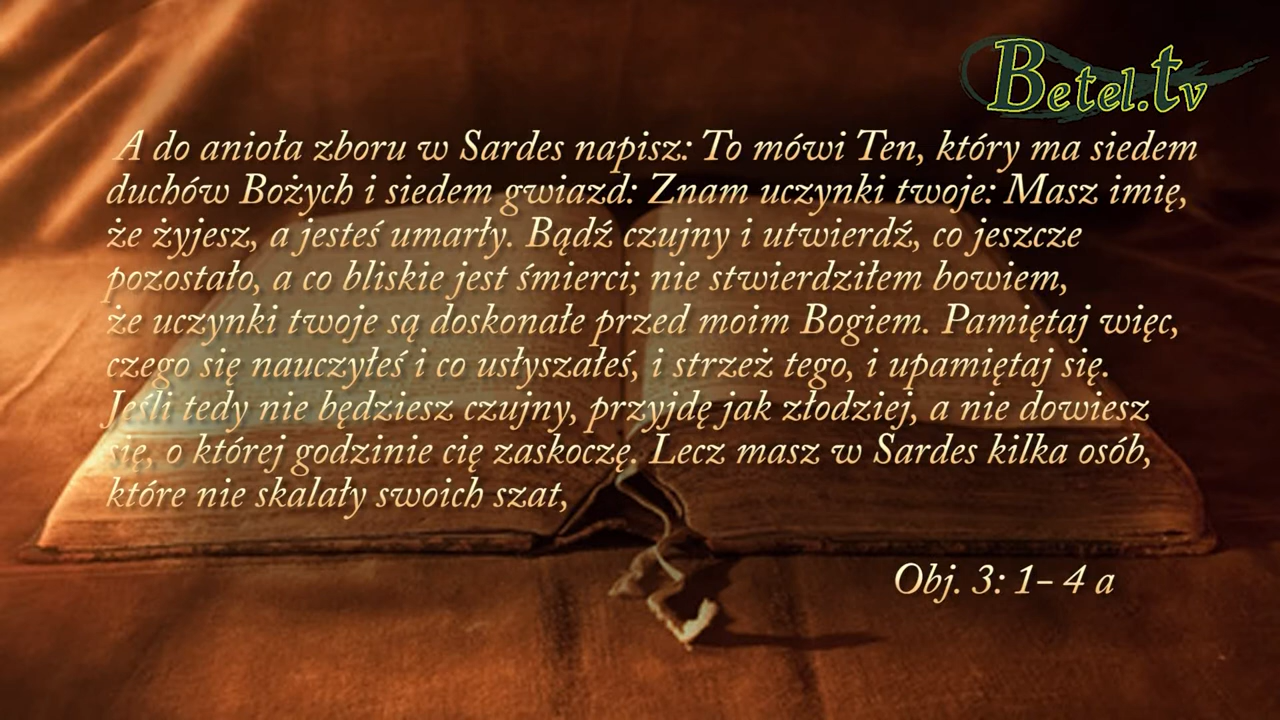 Betel.tv
A do anioła zboru w Sardes napisz: To mówi Ten, który ma siedem
duchów Bożych i siedem gwiazd: Znam uczynki twoje: Masz imię,
że żyjesz, a jesteś umarły. Bądź czujny i utwierdź, co jeszcze
pozostało, a co bliskie jest śmierci; nie stwierdziłem bowiem,
że uczynki twoje są doskonałe przed moim Bogiem. Pamiętaj więc,
czego się nauczyłeś i co usłyszałeś, i strzeż tego, i upamiętaj się.
Jeśli tedy nie będziesz czujny, przyjdę jak złodziej, a nie dowiesz
się, o której godzinie cię zaskoczę. Lecz masz w Sardes kilka osób,
które nie skalały swoich szat,
Obj. 3: 1– 4 a